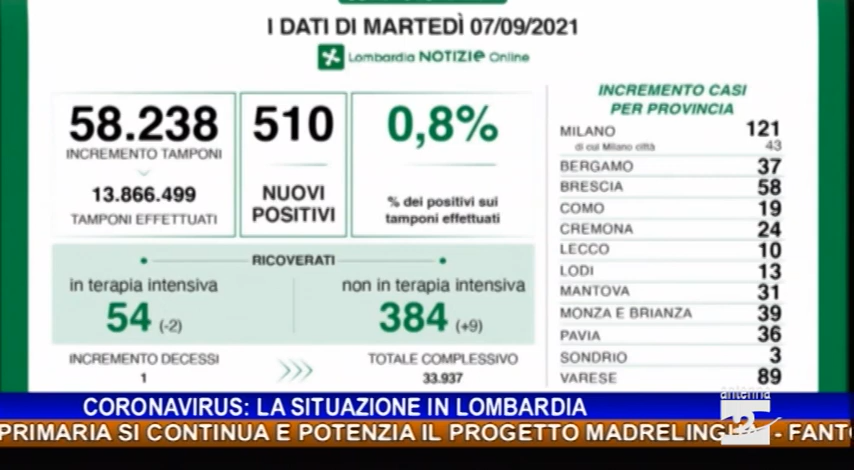 I DATI DI MARTEDÌ 07/09/2021
Lombardia NOTIZIE Online
58.238
INCREMENTO TAMPONI
13.866.499
TAMPONI EFFETTUATI
510
NUOVI
POSITIVI
0,8%
% dei positivi sui
tamponi effettuati
RICOVERATI
in terapia intensiva
54 (-2)
non in terapia intensiva
384 (+9)
INCREMENTO DECESSI
1
TOTALE COMPLESSIVO
33.937
INCREMENTO CASI
PER PROVINCIA
MILANO 121
di cui Milano città 43
BERGAMO 37
BRESCIA 58
COMO 19
CREMONA 24
LECCO 10
LODI 13
MANTOVA 31
MONZA E BRIANZA 39
PAVIA 36
SONDRIO 3
VARESE 89
antenna
2
CORONAVIRUS: LA SITUAZIONE IN LOMBARDIA
PRIMARIA SI CONTINUA E POTENZIA IL PROGETTO MADRELINGUA - FANTO